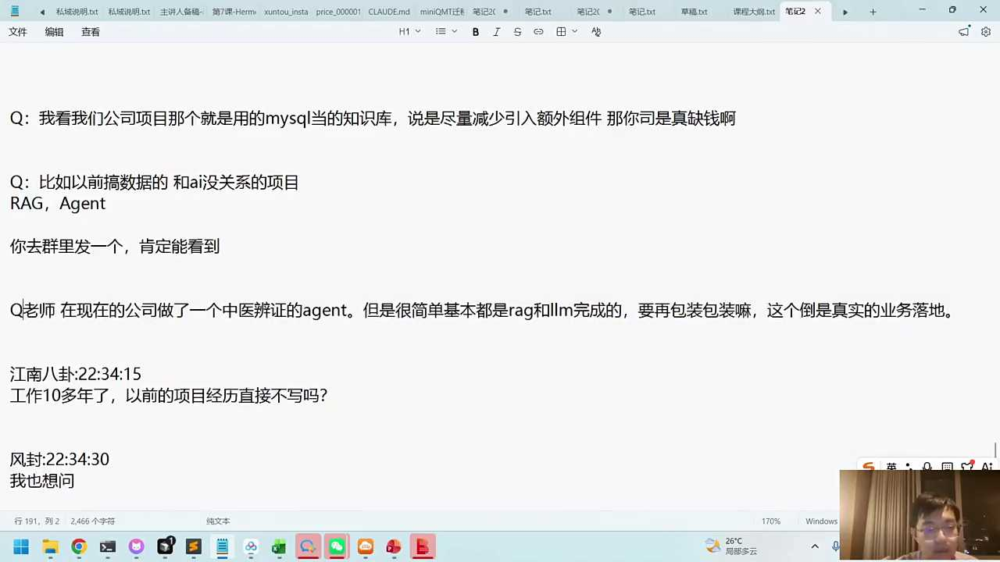 私域说明.txt
私域说明.txt
主讲人备稿-
第7课-Herm
xuntou_insta
price_000001
CLAUDE.md
miniQMT迁移
笔记20
笔记.txt
笔记20
笔记.txt
草稿.txt
课程大纲.txt
笔记2
文件 编辑 查看
H1
B I S
Q：我看我们公司项目那个就是用的mysql当的知识库，说是尽量减少引入额外组件 那你司是真缺钱啊
Q：比如以前搞数据的 和ai没关系的项目
RAG，Agent
你去群里发一个，肯定能看到
Q老师 在现在的公司做了一个中医辨证的agent。但是很简单基本都是rag和llm完成的，要再包装包装嘛，这个倒是真实的业务落地。
江南八卦:22:34:15
工作10多年了，以前的项目经历直接不写吗？
风封:22:34:30
我也想问
英
行 191，列 2 2,466 个字符 纯文本 170% Windows
1
26°C
局部多云